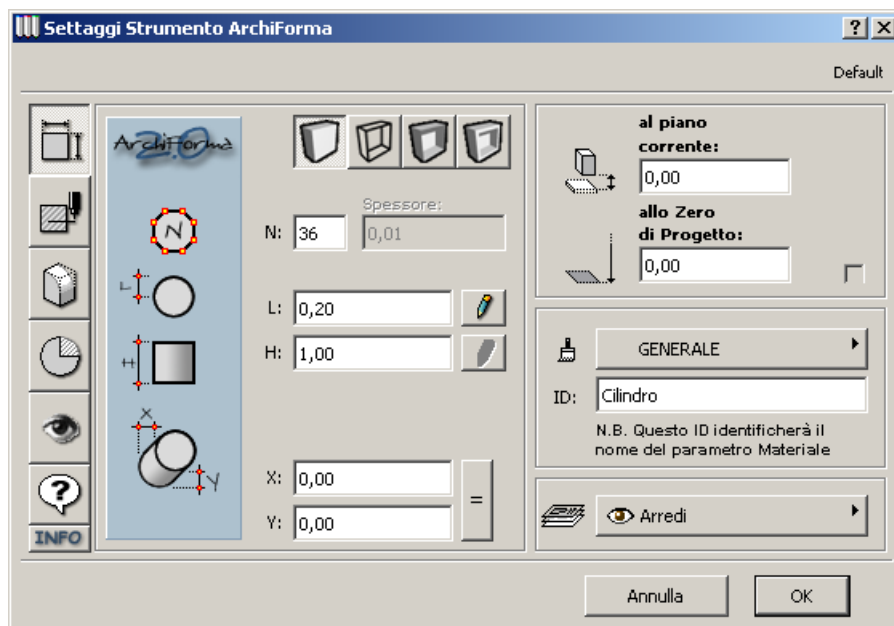 Settaggi Strumento ArchiForma
Default
ArchiForma
2.0
N
L
H
X
Y
Spessore:
N: 36 0,01
L: 0,20
H: 1,00
X: 0,00
=
Y: 0,00
al piano
corrente:
0,00
allo Zero
di Progetto:
0,00
GENERALE
ID: Cilindro
N.B. Questo ID identificherà il
nome del parametro Materiale
Arredi
INFO
Annulla OK